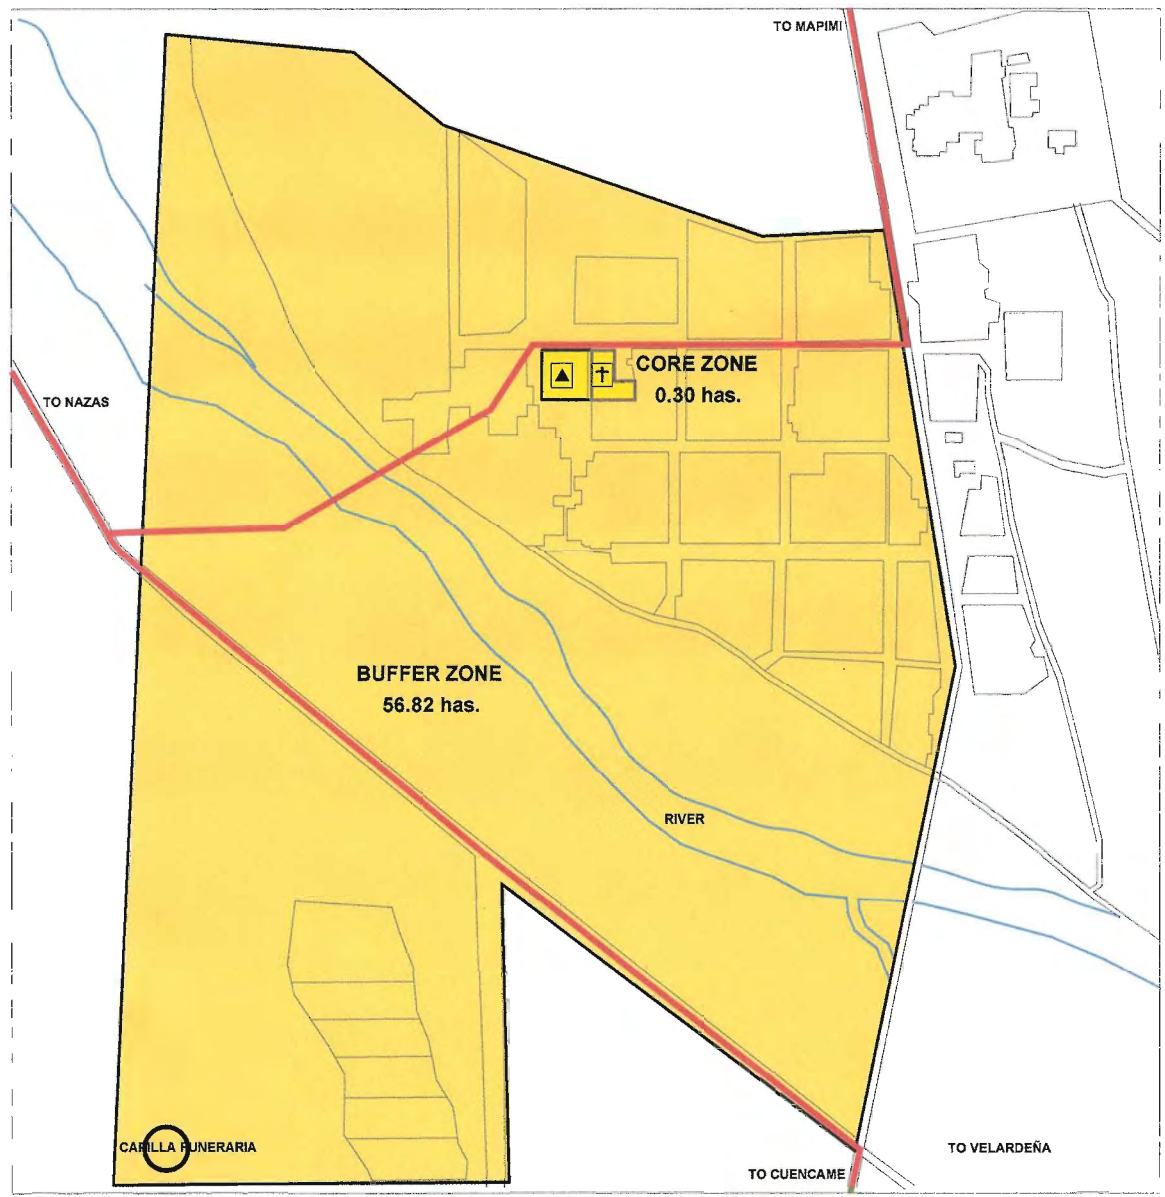 TO MAPIMI
CORE ZONE
0.30 has.
TO NAZAS
BUFFER ZONE
56.82 has.
RIVER
CAPILLA FUNERARIA
TO VELARDEÑA
TO CUENCAME